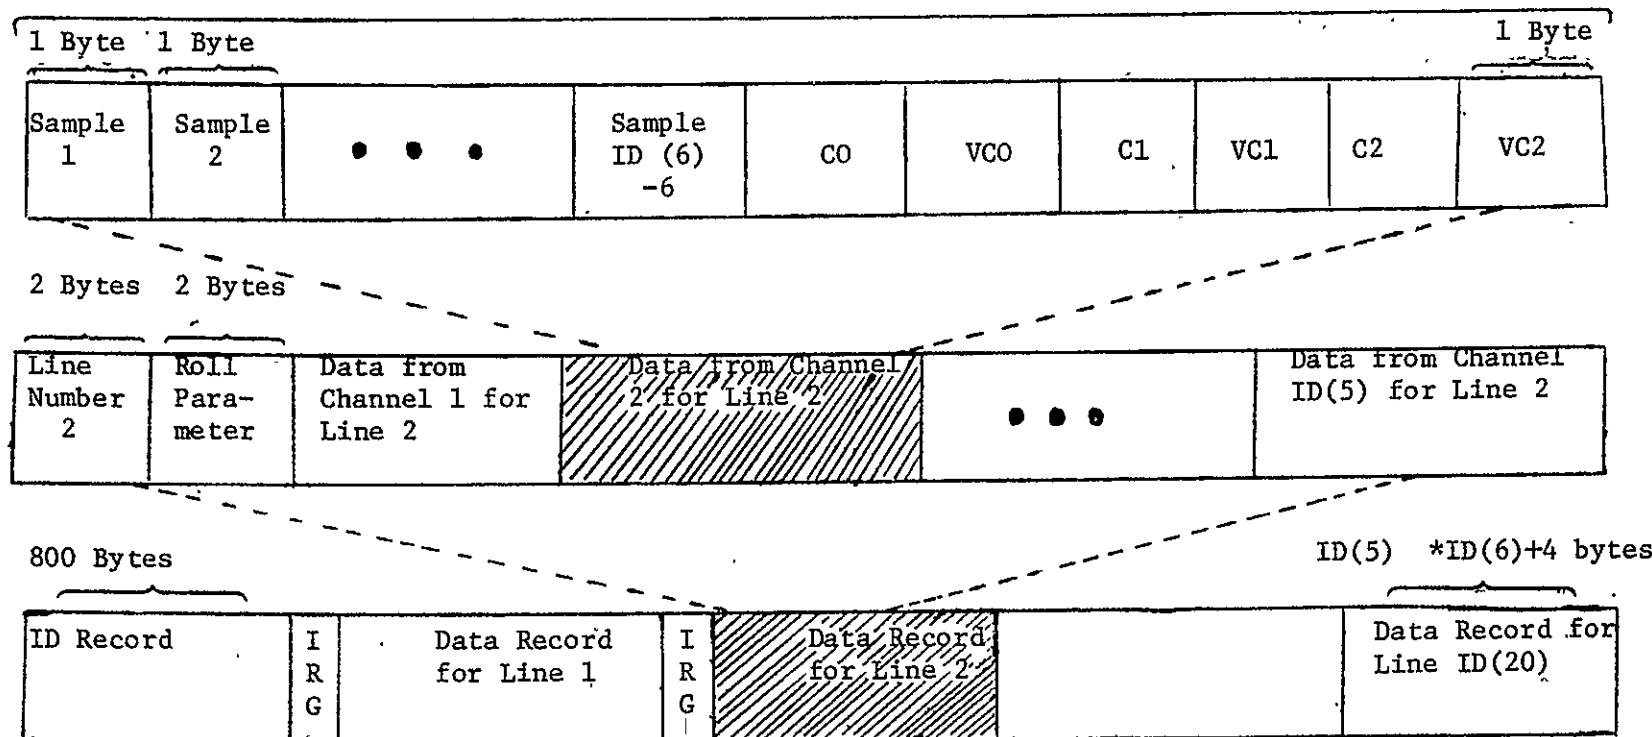 1 Byte 1 Byte 1 Byte
Sample 1
Sample 2
Sample ID (6) -6
CO
VCO
C1
VC1
C2
VC2
2 Bytes 2 Bytes
Line Number 2
Roll Para- meter
Data from Channel 1 for Line 2
Data from Channel 2 for Line 2
Data from Channel ID(5) for Line 2
800 Bytes
ID(5) *ID(6)+4 bytes
ID Record
I R G
Data Record for Line 1
I R G
Data Record for Line 2
Data Record for Line ID(20)